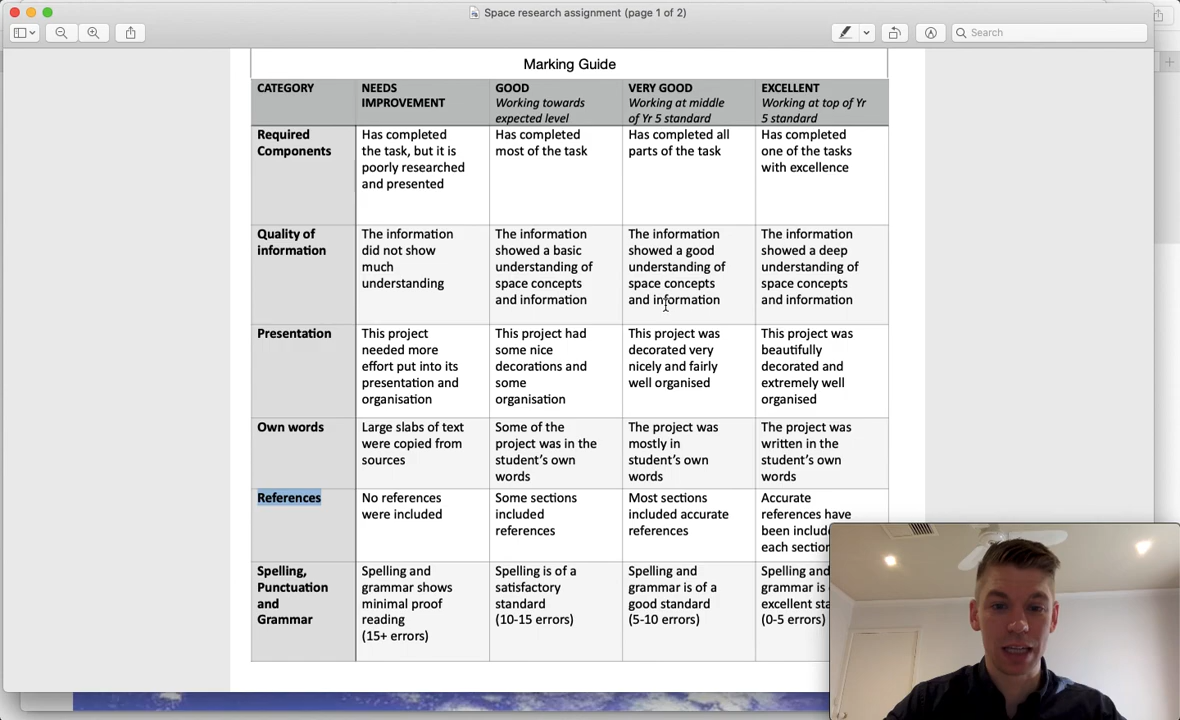 Space research assignment (page 1 of 2)
Search
Marking Guide
CATEGORY
NEEDS
IMPROVEMENT
GOOD
Working towards
expected level
VERY GOOD
Working at middle
of Yr 5 standard
EXCELLENT
Working at top of Yr
5 standard
Required
Components
Has completed
the task, but it is
poorly researched
and presented
Has completed
most of the task
Has completed all
parts of the task
Has completed
one of the tasks
with excellence
Quality of
information
The information
did not show
much
understanding
The information
showed a basic
understanding of
space concepts
and information
The information
showed a good
understanding of
space concepts
and information
The information
showed a deep
understanding of
space concepts
and information
Presentation
This project
needed more
effort put into its
presentation and
organisation
This project had
some nice
decorations and
some
organisation
This project was
decorated very
nicely and fairly
well organised
This project was
beautifully
decorated and
extremely well
organised
Own words
Large slabs of text
were copied from
sources
Some of the
project was in the
student's own
words
The project was
mostly in
student's own
words
The project was
written in the
student's own
words
References
No references
were included
Some sections
included
references
Most sections
included accurate
references
Accurate
references have
been
each
Spelling,
Punctuation
and
Grammar
Spelling and
grammar shows
minimal proof
reading
(15+ errors)
Spelling is of a
satisfactory
standard
(10-15 errors)
Spelling and
grammar is of a
good standard
(5-10 errors)
Spelling and
grammar is
excellent
(0-5 errors)